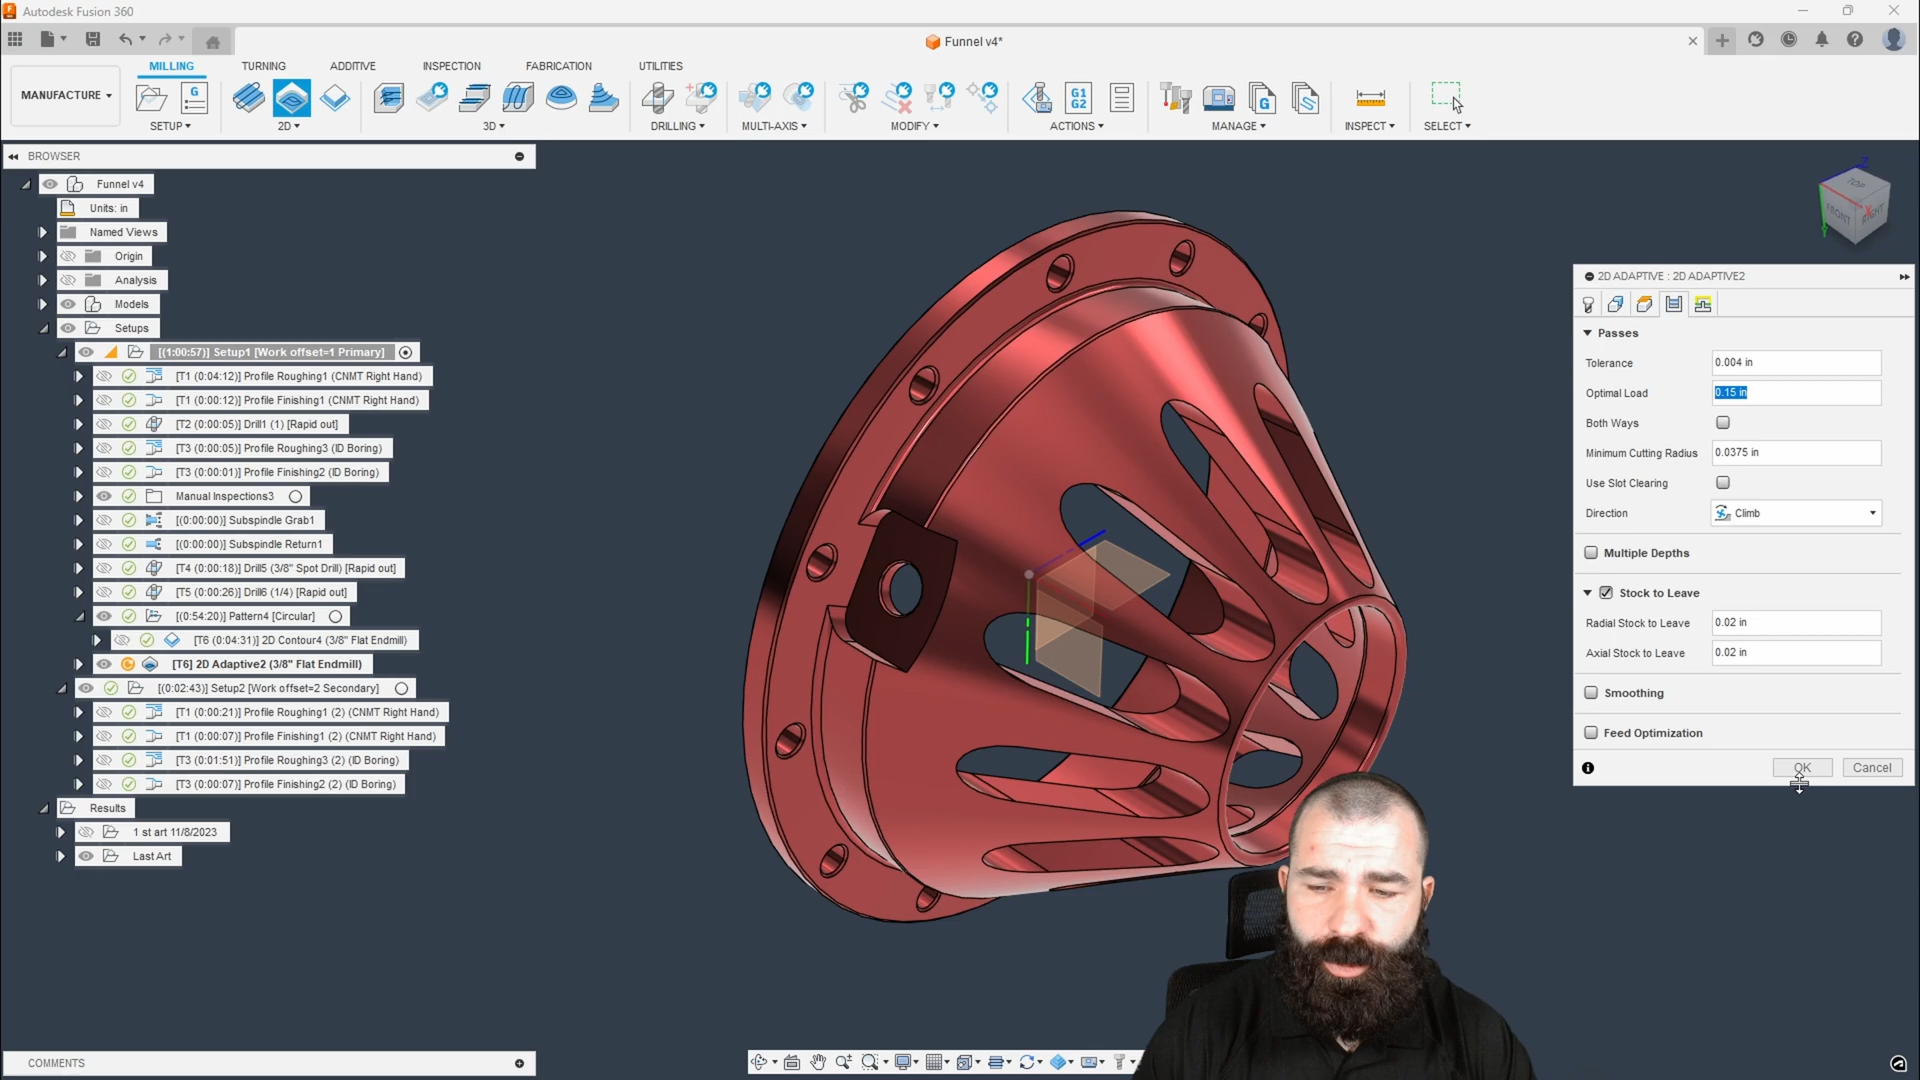 Autodesk Fusion 360
Funnel v4*
MANUFACTURE
MILLING
TURNING
ADDITIVE
INSPECTION
FABRICATION
UTILITIES
SETUP
2D
3D
DRILLING
MULTI-AXIS
MODIFY
ACTIONS
MANAGE
INSPECT
SELECT
G
G1
G2
G
S
BROWSER
Funnel v4
Units: in
Named Views
Origin
Analysis
Models
Setups
[(1:00:57)] Setup1 [Work offset=1 Primary]
[T1 (0:04:12)] Profile Roughing1 (CNMT Right Hand)
[T1 (0:00:12)] Profile Finishing1 (CNMT Right Hand)
[T2 (0:00:05)] Drill1 (1) [Rapid out]
[T3 (0:00:05)] Profile Roughing3 (ID Boring)
[T3 (0:00:01)] Profile Finishing2 (ID Boring)
Manual Inspections3
[(0:00:00)] Subspindle Grab1
[(0:00:00)] Subspindle Return1
[T4 (0:00:18)] Drill5 (3/8" Spot Drill) [Rapid out]
[T5 (0:00:26)] Drill6 (1/4) [Rapid out]
[(0:54:20)] Pattern4 [Circular]
[T6 (0:04:31)] 2D Contour4 (3/8" Flat Endmill)
[T6] 2D Adaptive2 (3/8" Flat Endmill)
[(0:02:43)] Setup2 [Work offset=2 Secondary]
[T1 (0:00:21)] Profile Roughing1 (2) (CNMT Right Hand)
[T1 (0:00:07)] Profile Finishing1 (2) (CNMT Right Hand)
[T3 (0:01:51)] Profile Roughing3 (2) (ID Boring)
[T3 (0:00:07)] Profile Finishing2 (2) (ID Boring)
Results
1 st art 11/8/2023
Last Art
COMMENTS
Z
TOP
FRONT
RIGHT
X
Y
2D ADAPTIVE : 2D ADAPTIVE2
Passes
Tolerance 0.004 in
Optimal Load 0.15 in
Both Ways
Minimum Cutting Radius 0.0375 in
Use Slot Clearing
Direction Climb
Multiple Depths
Stock to Leave
Radial Stock to Leave 0.02 in
Axial Stock to Leave 0.02 in
Smoothing
Feed Optimization
OK Cancel